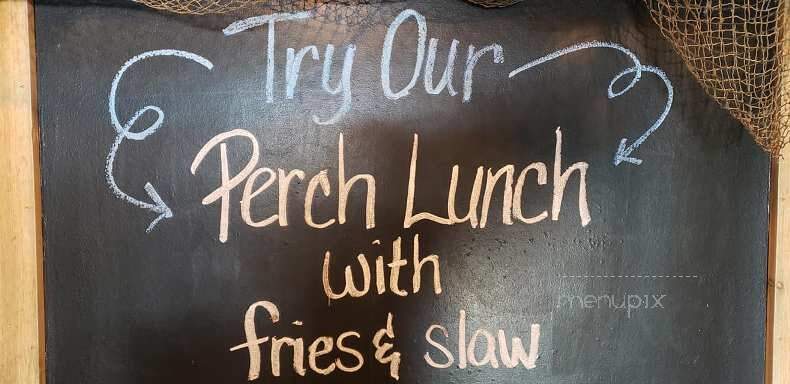 Try Our
Perch Lunch
with
menupix
fries & slaw